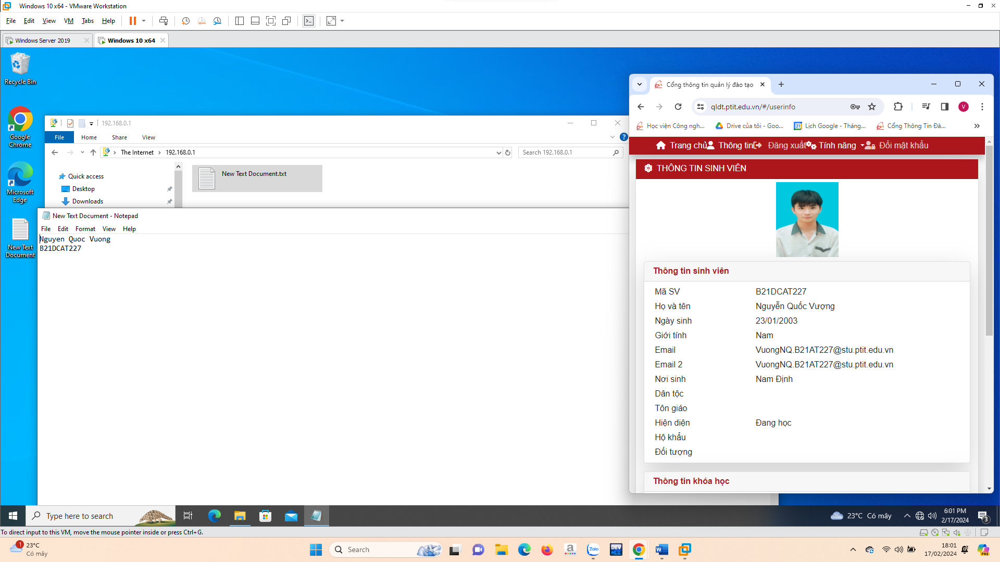 Windows 10 x64 - VMware Workstation
File Edit View VM Tabs Help
Windows Server 2019
Windows 10 x64
Recycle Bin
Google Chrome
Microsoft Edge
New Text Document
192.168.0.1
File Home Share View
The Internet > 192.168.0.1
Search 192.168.0.1
Quick access
Desktop
Downloads
New Text Document.txt
New Text Document - Notepad
File Edit Format View Help
Nguyen Quoc Vuong
B21DCAT227
Cổng thông tin quản lý đào tạo
qldt.ptit.edu.vn/#/userinfo
V
Học viện Công ngh...
Drive của tôi - Goo...
31 Lịch Google - Tháng...
Cổng Thông Tin Đà...
Trang chủ Thông tin Đăng xuất Tính năng Đổi mật khẩu
THÔNG TIN SINH VIÊN
Thông tin sinh viên
Mã SV B21DCAT227
Họ và tên Nguyễn Quốc Vượng
Ngày sinh 23/01/2003
Giới tính Nam
Email VuongNQ.B21AT227@stu.ptit.edu.vn
Email 2 VuongNQ.B21AT227@stu.ptit.edu.vn
Nơi sinh Nam Định
Dân tộc
Tôn giáo
Hiện diện Đang học
Hộ khẩu
Đối tượng
Thông tin khóa học
Type here to search
23°C Có mây
6:01 PM
2/17/2024
3
To direct input to this VM, move the mouse pointer inside or press Ctrl+G.
1
23°C
Có mây
Search
Zalo
DEV
18:01
17/02/2024
PRE